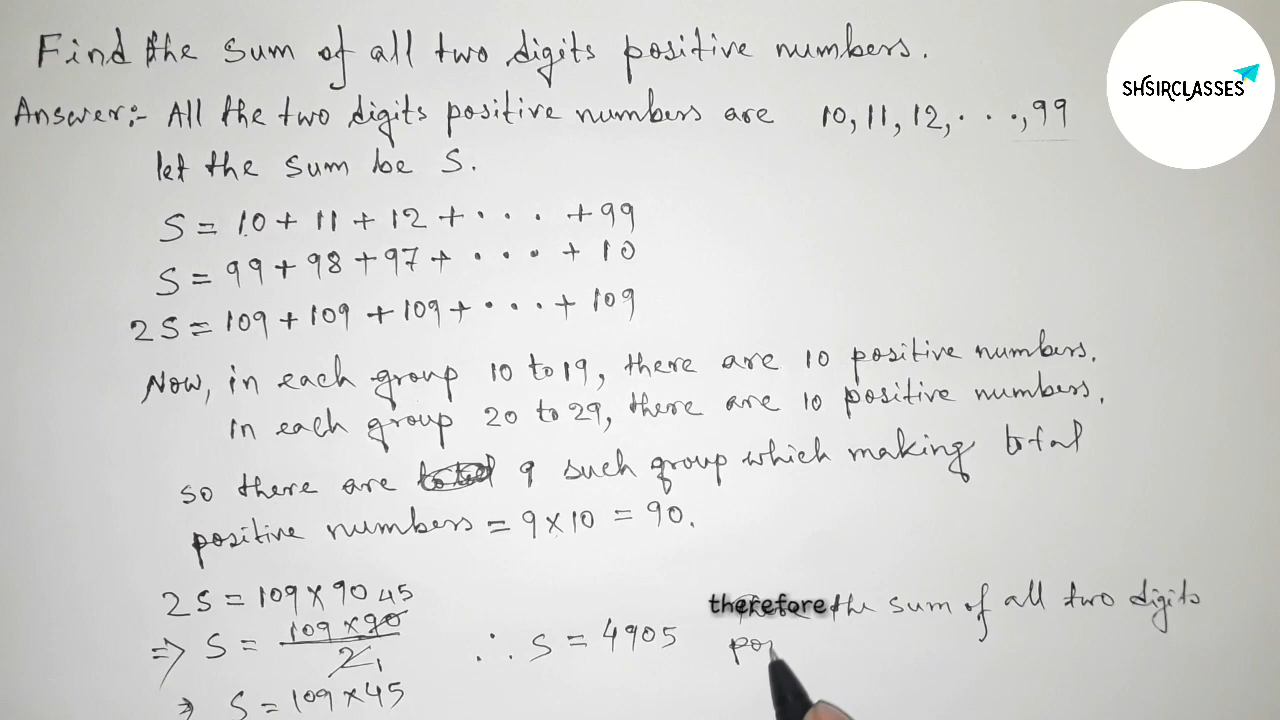 Find the sum of all two digits positive numbers.
SHSIRCLASSES
Answer:- All the two digits positive numbers are 10, 11, 12, . . ., 99
let the sum be S.
S = 10 + 11 + 12 + . . . + 99
S = 99 + 98 + 97 + . . . + 10
2S = 109 + 109 + 109 + . . . + 109
Now, in each group 10 to 19, there are 10 positive numbers.
in each group 20 to 29, there are 10 positive numbers.
so there are 9 such group which making total
positive numbers = 9 × 10 = 90.
2S = 109 × 90
⇒ S = 109 × 90 / 2 45 1
⇒ S = 109 × 45
∴ S = 4905
therefore the sum of all two digits
pos